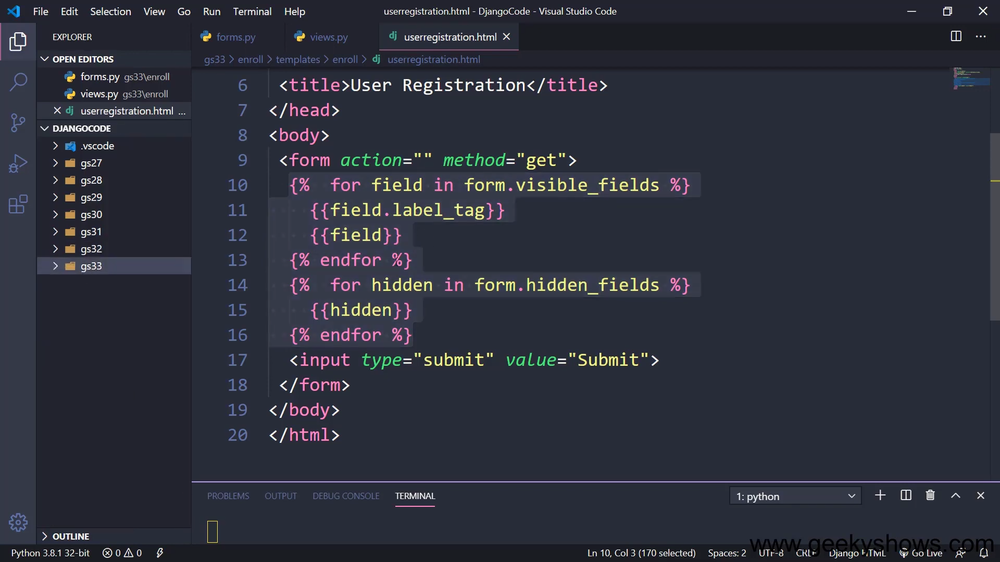 File Edit Selection View Go Run Terminal Help
userregistration.html - DjangoCode - Visual Studio Code
EXPLORER
forms.py
views.py
userregistration.html
OPEN EDITORS
gs33 > enroll > templates > enroll > userregistration.html
forms.py gs33\enroll
views.py gs33\enroll
userregistration.html ...
DJANGOCODE
.vscode
gs27
gs28
gs29
gs30
gs31
gs32
gs33
6 <title>User Registration</title>
7 </head>
8 <body>
9 <form action="" method="get">
10 {%  for field in form.visible_fields %}
11 {{field.label_tag}}
12 {{field}}
13 {% endfor %}
14 {%  for hidden in form.hidden_fields %}
15 {{hidden}}
16 {% endfor %}
17 <input type="submit" value="Submit">
18 </form>
19 </body>
20 </html>
PROBLEMS OUTPUT DEBUG CONSOLE TERMINAL
1: python
OUTLINE
www.geekyshows.com
Python 3.8.1 32-bit 0 0
Ln 10, Col 3 (170 selected) Spaces: 2 UTF-8 CRLF Django HTML Go Live